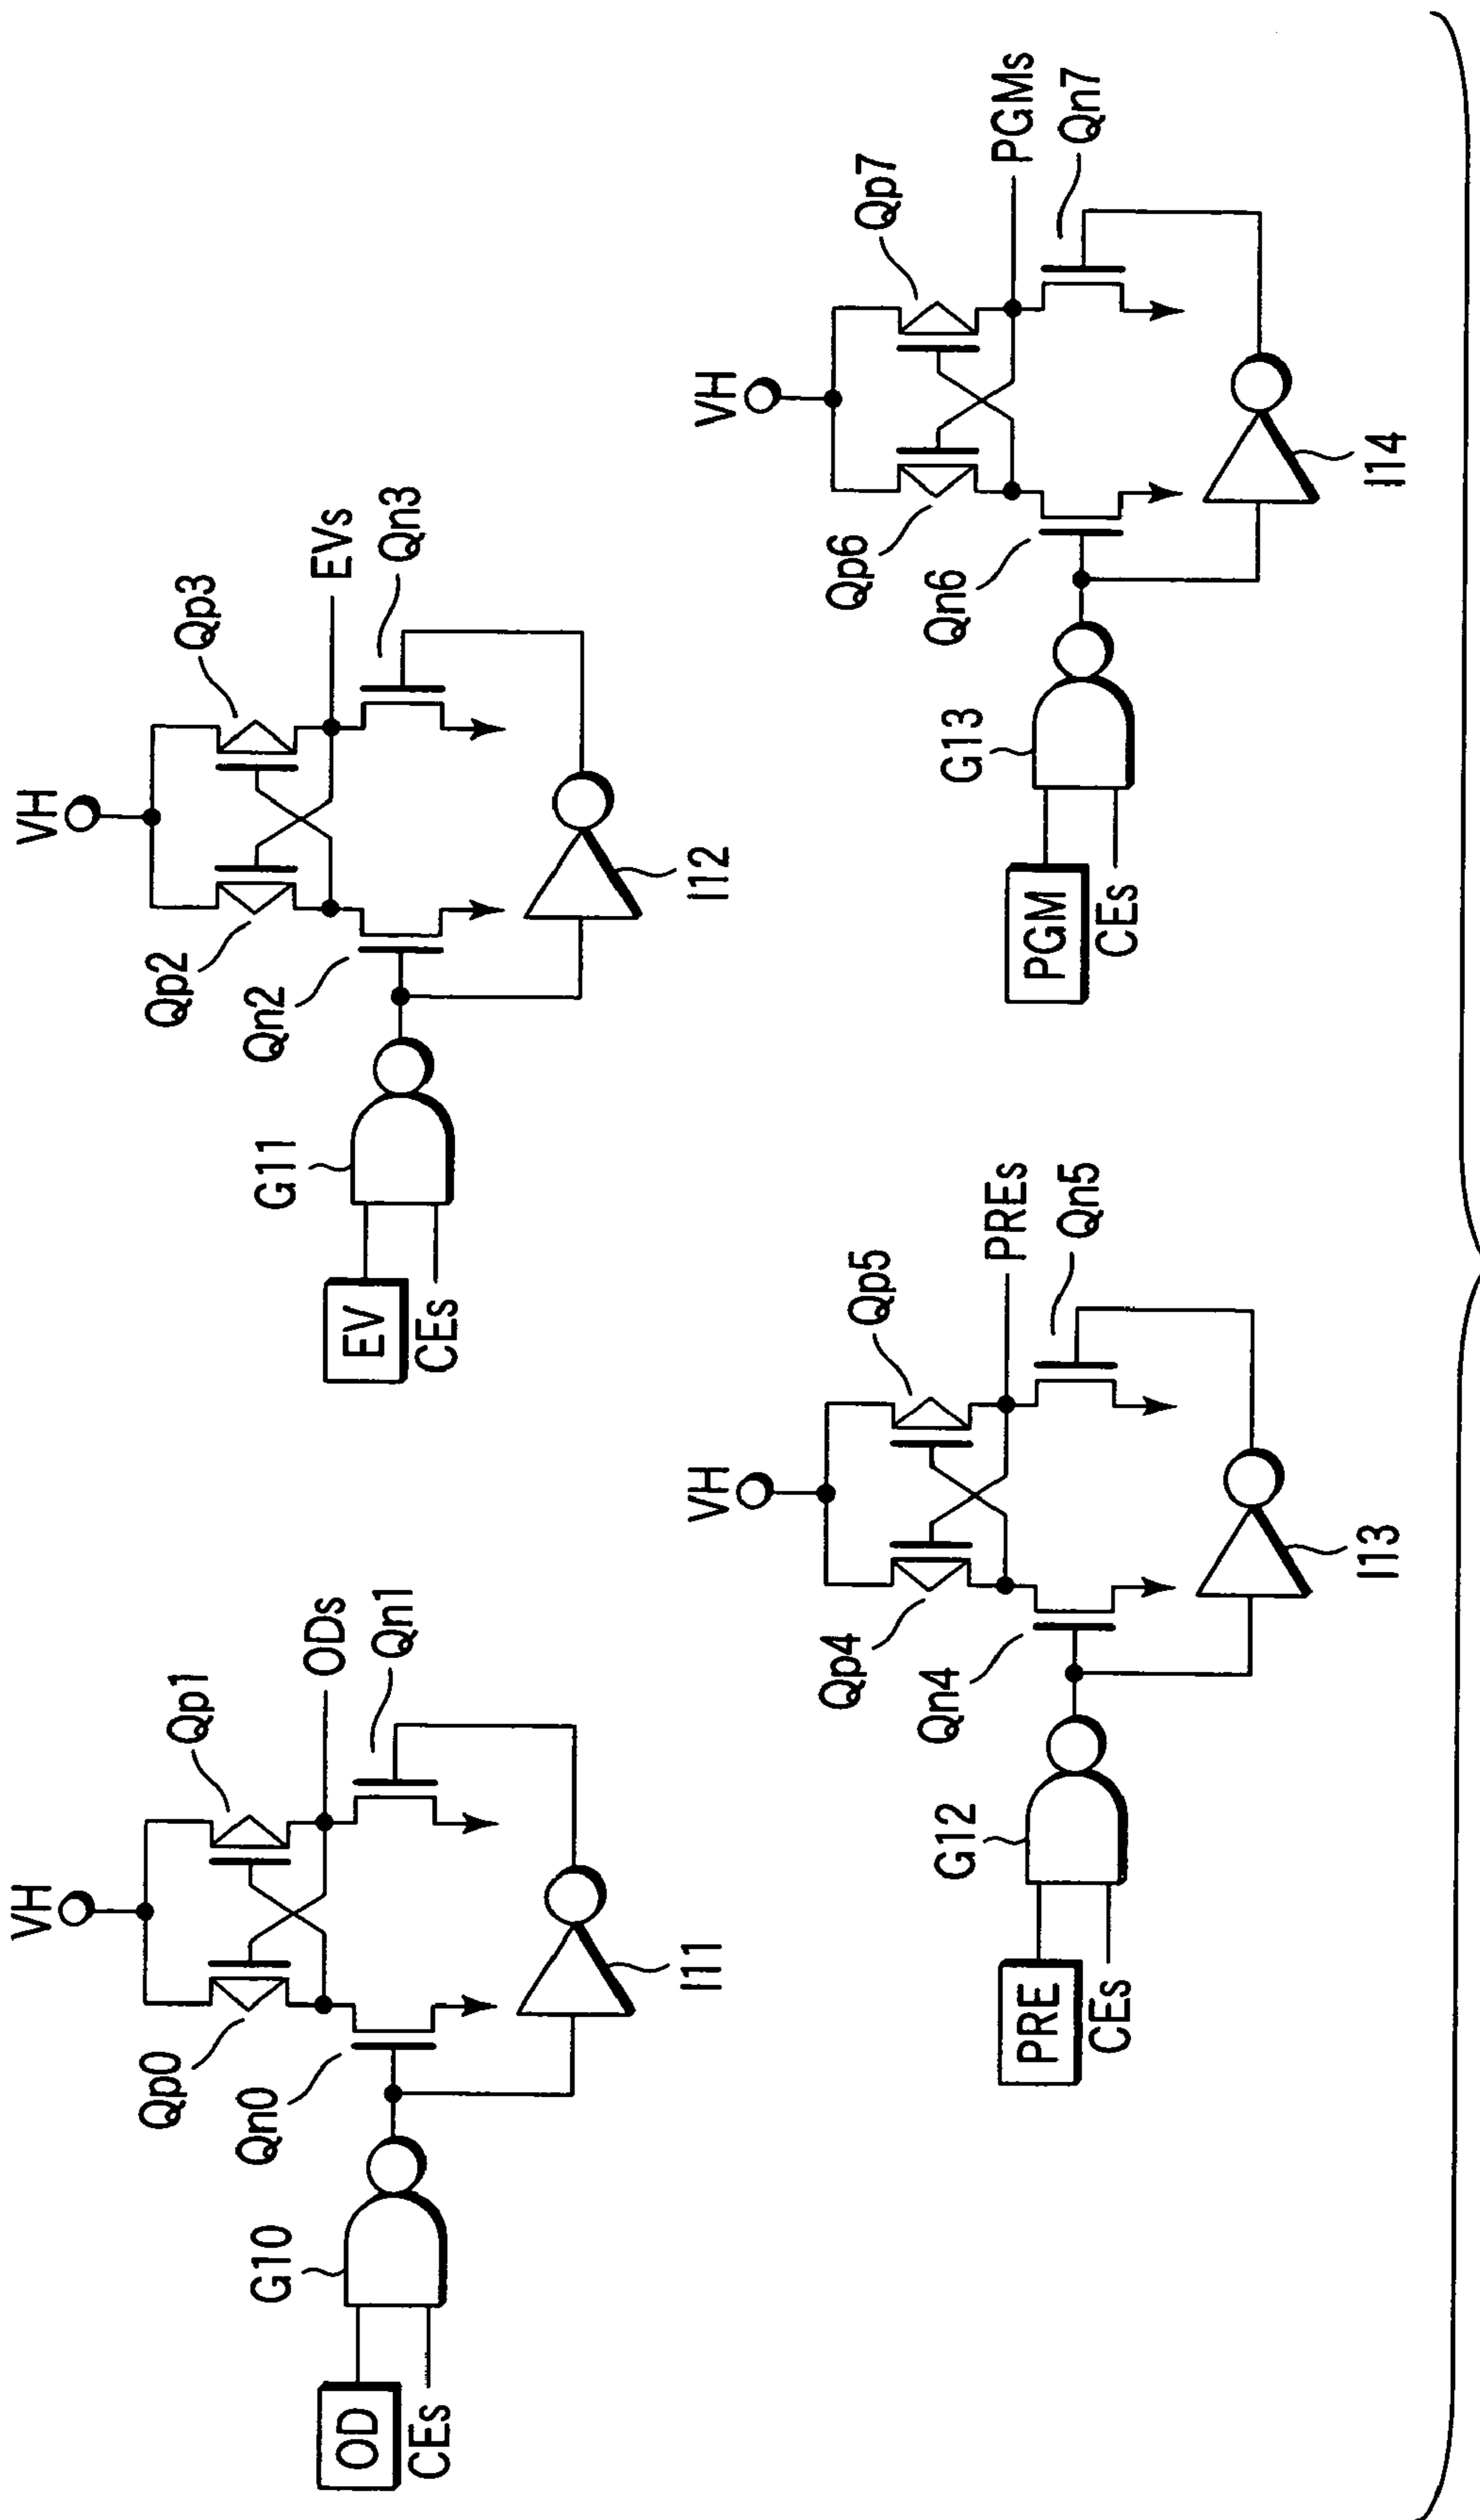 VH
Qp0
Qp1
ODs
Qn0
Qn1
G10
OD
CEs
I11
VH
Qp2
Qp3
EVs
Qn2
Qn3
G11
EV
CEs
I12
VH
Qp4
Qp5
PREs
Qn4
Qn5
G12
PRE
CEs
I13
VH
Qp6
Qp7
PGMs
Qn6
Qn7
G13
PGM
CEs
I14